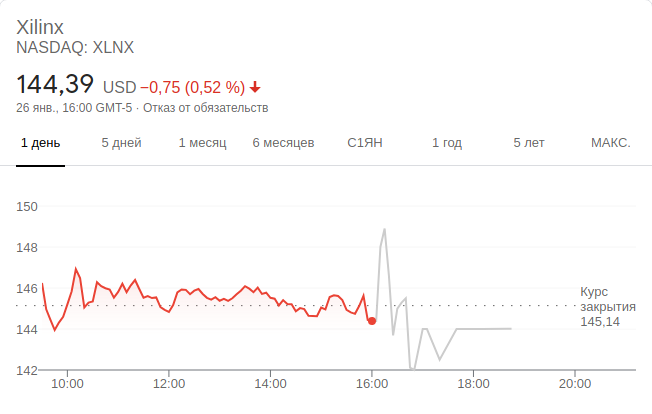 Xilinx
NASDAQ: XLNX
144,39 USD −0,75 (0,52 %)
26 янв., 16:00 GMT-5 · Отказ от обязательств
1 день 5 дней 1 месяц 6 месяцев С1ЯН 1 год 5 лет МАКС.
150
148
146
144
142
Курс
закрытия
145,14
10:00 12:00 14:00 16:00 18:00 20:00